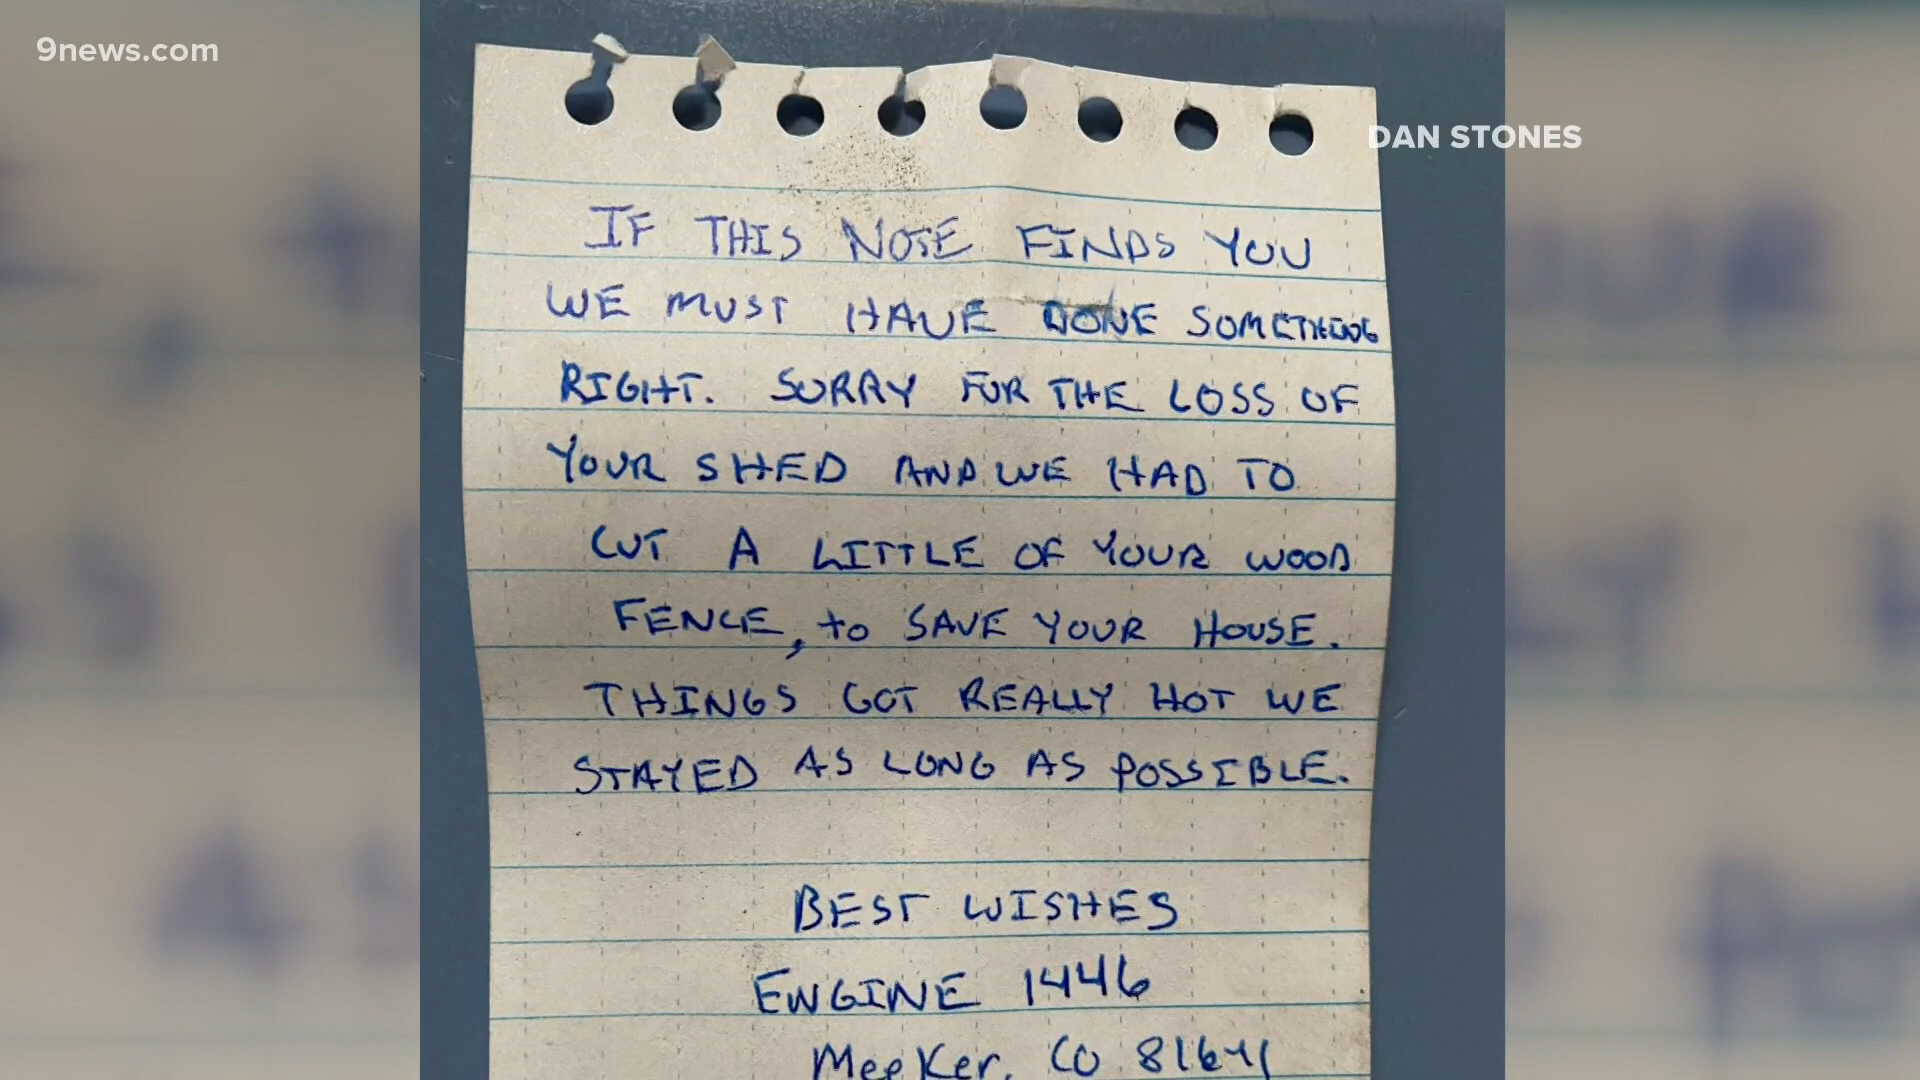 9news.com
DAN STONES
IF THIS NOTE FINDS YOU
WE MUST HAVE DONE SOMETHING
RIGHT. SORRY FOR THE LOSS OF
YOUR SHED AND WE HAD TO
CUT A LITTLE OF YOUR WOOD
FENCE, to SAVE YOUR HOUSE.
THINGS GOT REALLY HOT WE
STAYED AS LONG AS POSSIBLE.
BEST WISHES
ENGINE 1446
Meeker, CO 81641